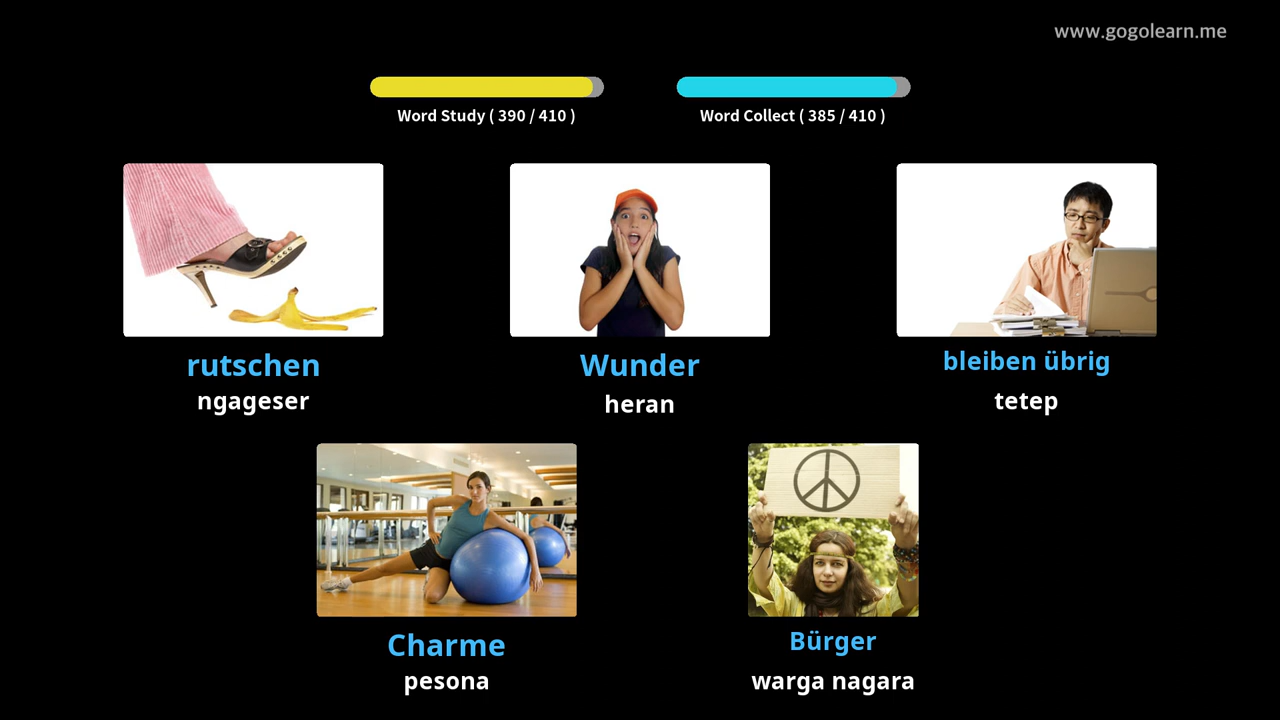 www.gogolearn.me
Word Study ( 390 / 410 )
Word Collect ( 385 / 410 )
rutschen
ngageser
Wunder
heran
bleiben übrig
tetep
Charme
pesona
Bürger
warga nagara